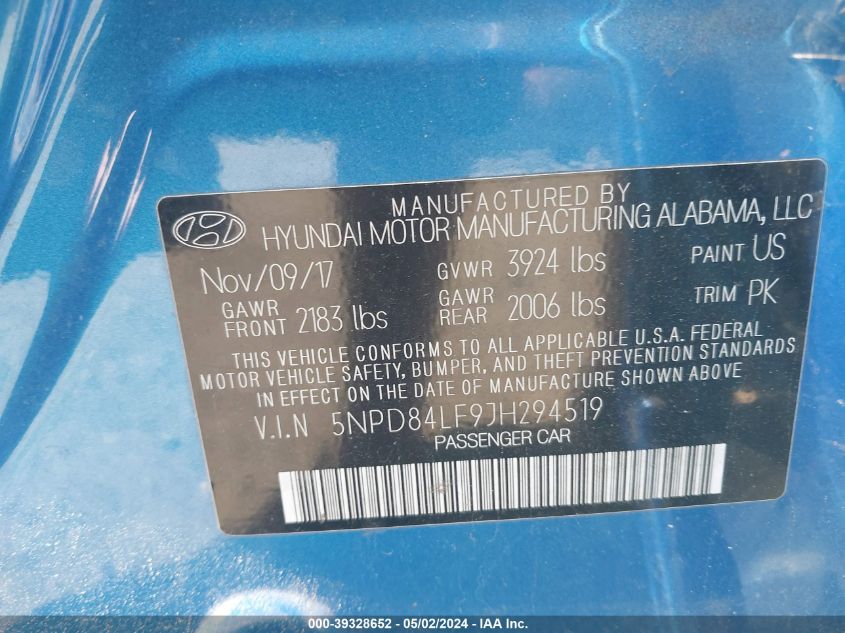 MANUFACTURED BY
HYUNDAI MOTOR MANUFACTURING ALABAMA, LLC
Nov/09/17 GVWR 3924 lbs PAINT US
GAWR FRONT 2183 lbs GAWR REAR 2006 lbs TRIM PK
THIS VEHICLE CONFORMS TO ALL APPLICABLE U.S.A. FEDERAL
MOTOR VEHICLE SAFETY, BUMPER, AND THEFT PREVENTION STANDARDS
IN EFFECT ON THE DATE OF MANUFACTURE SHOWN ABOVE
V.I.N 5NPD84LF9JH294519
PASSENGER CAR
000-39328652 - 05/02/2024 - IAA Inc.